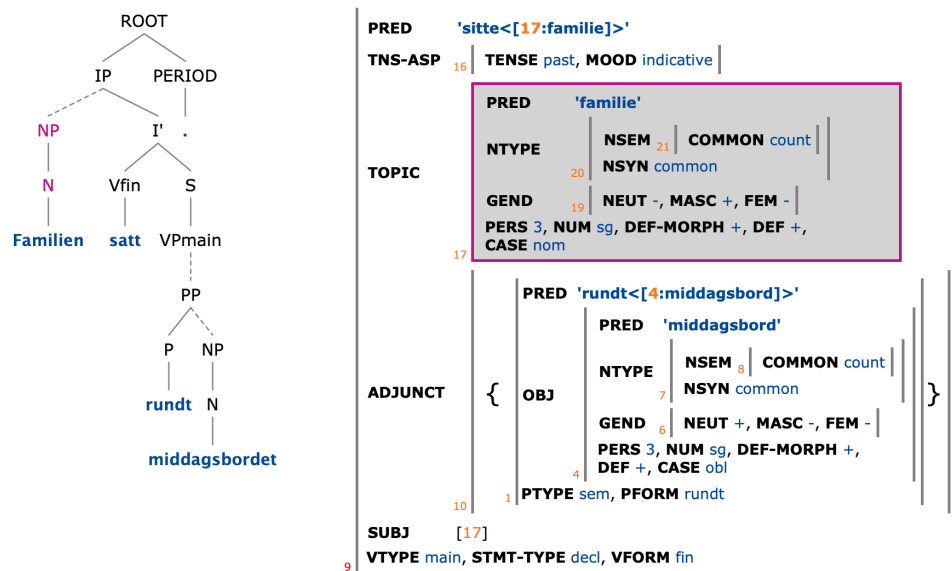 ROOT
IP PERIOD
NP I' .
N Vfin S
Familien satt VPmain
PP
P NP
rundt N
middagsbordet
PRED 'sitte<[17:familie]>'
TNS-ASP 16 TENSE past, MOOD indicative
PRED 'familie'
NTYPE 20 NSEM 21 COMMON count
NSYN common
TOPIC
GEND 19 NEUT -, MASC +, FEM -
PERS 3, NUM sg, DEF-MORPH +, DEF +,
17 CASE nom
PRED 'rundt<[4:middagsbord]>'
PRED 'middagsbord'
NTYPE 7 NSEM 8 COMMON count
NSYN common
ADJUNCT 10 { 1 OBJ 4 }
GEND 6 NEUT +, MASC -, FEM -
PERS 3, NUM sg, DEF-MORPH +,
DEF +, CASE obl
PTYPE sem, PFORM rundt
SUBJ [17]
9 VTYPE main, STMT-TYPE decl, VFORM fin